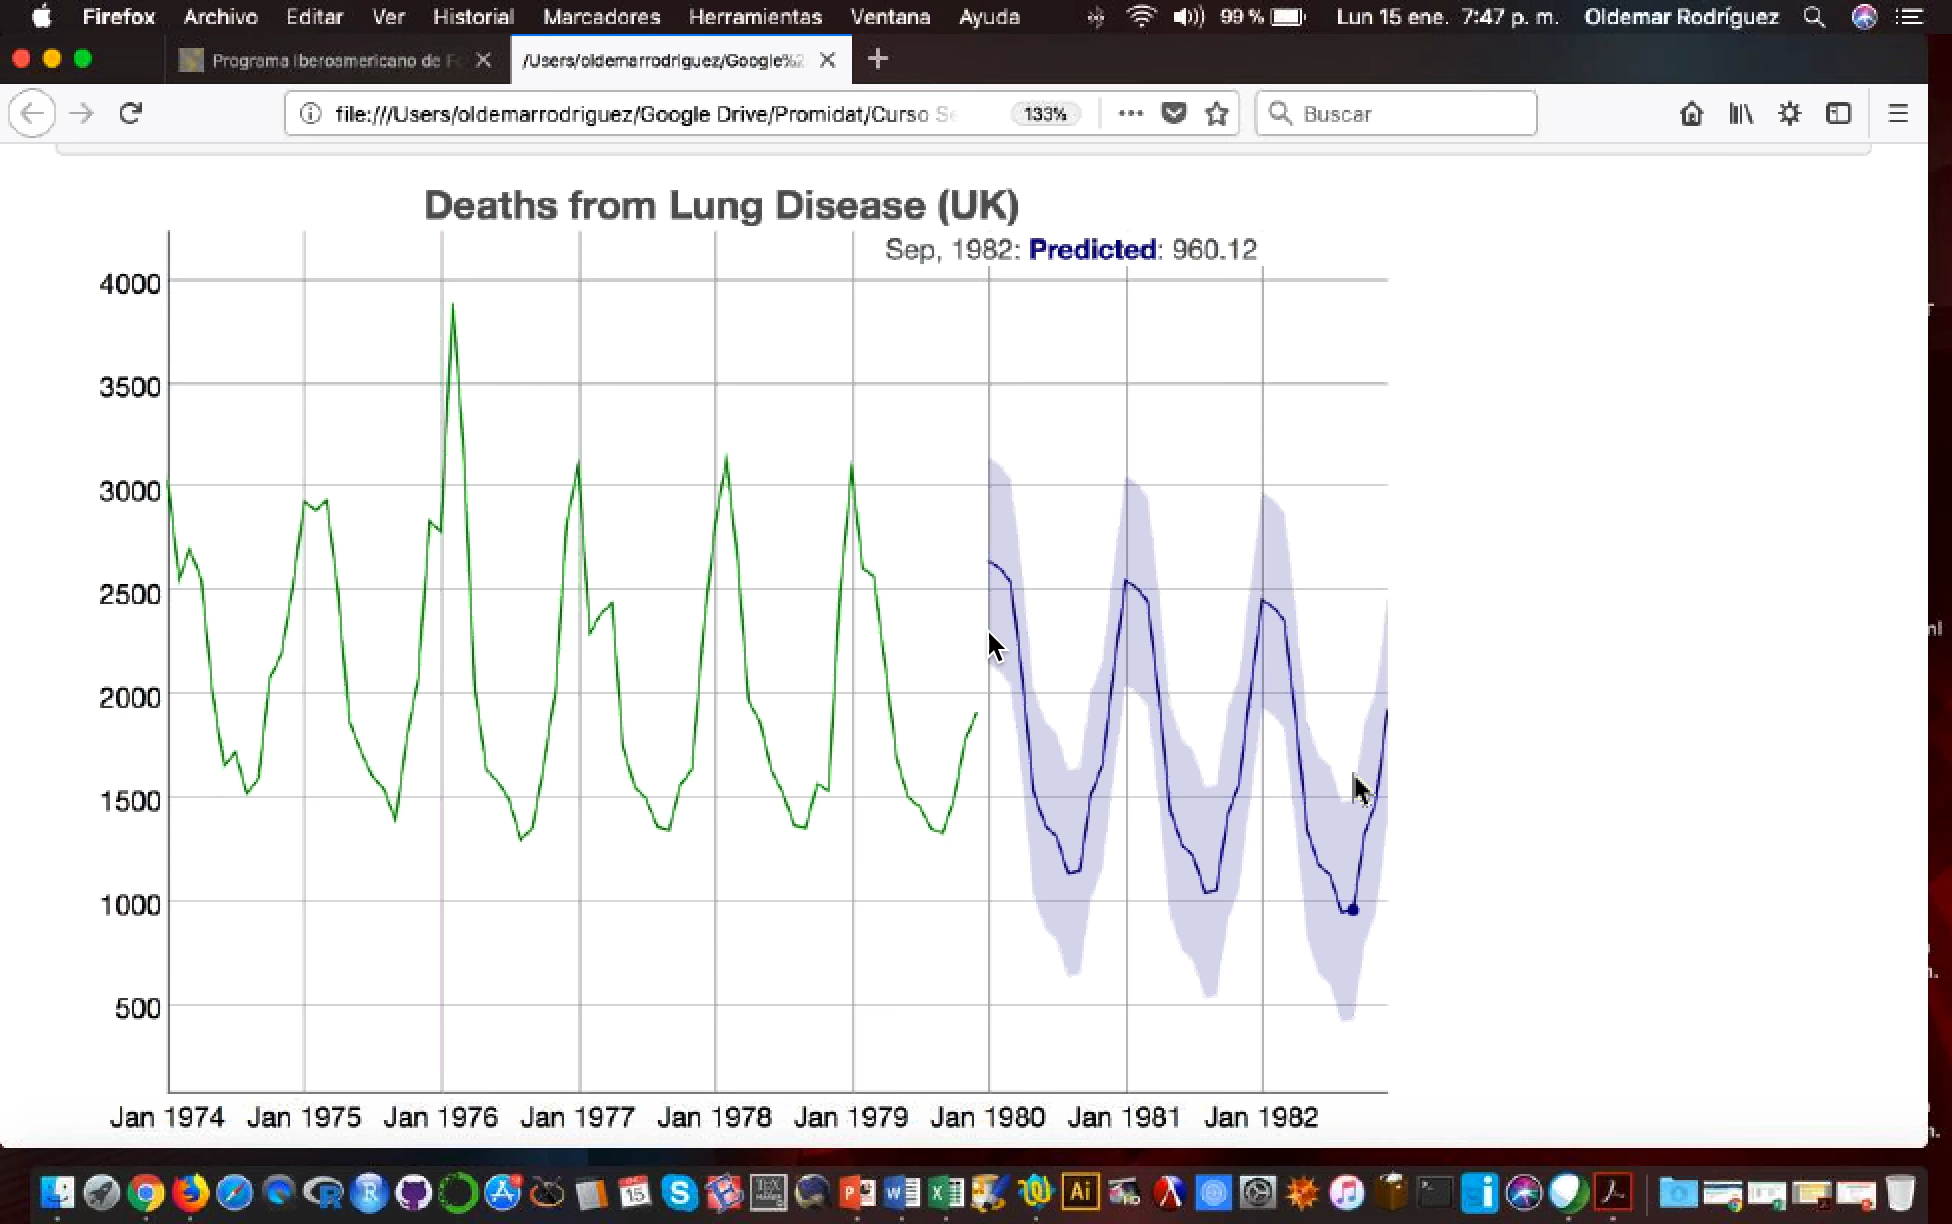 Firefox Archivo Editar Ver Historial Marcadores Herramientas Ventana Ayuda 99 % Lun 15 ene. 7:47 p. m. Oldemar Rodríguez
Programa Iberoamericano de F
/Users/oldemarrodriguez/Google%2
file:///Users/oldemarrodriguez/Google Drive/Promidat/Curso Se 133% Buscar
Deaths from Lung Disease (UK)
Sep, 1982: Predicted: 960.12
4000
3500
3000
2500
2000
1500
1000
500
Jan 1974 Jan 1975 Jan 1976 Jan 1977 Jan 1978 Jan 1979 Jan 1980 Jan 1981 Jan 1982
15
Ai